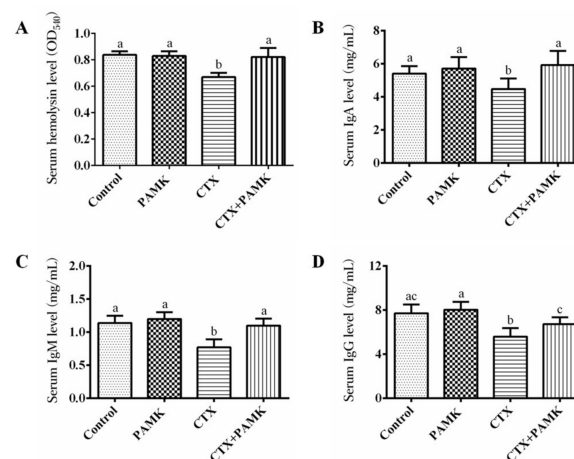 A
Serum hemolysin level (OD540)
1.0
0.8
0.6
0.4
0.2
0.0
a
a
b
a
Control
PAMK
CTX
CTX+PAMK
B
Serum IgA level (mg/mL)
8
6
4
2
0
a
a
b
a
Control
PAMK
CTX
CTX+PAMK
C
Serum IgM level (mg/mL)
2.0
1.5
1.0
0.5
0.0
a
a
b
a
Control
PAMK
CTX
CTX+PAMK
D
Serum IgG level (mg/mL)
12
8
4
0
ac
a
b
c
Control
PAMK
CTX
CTX+PAMK